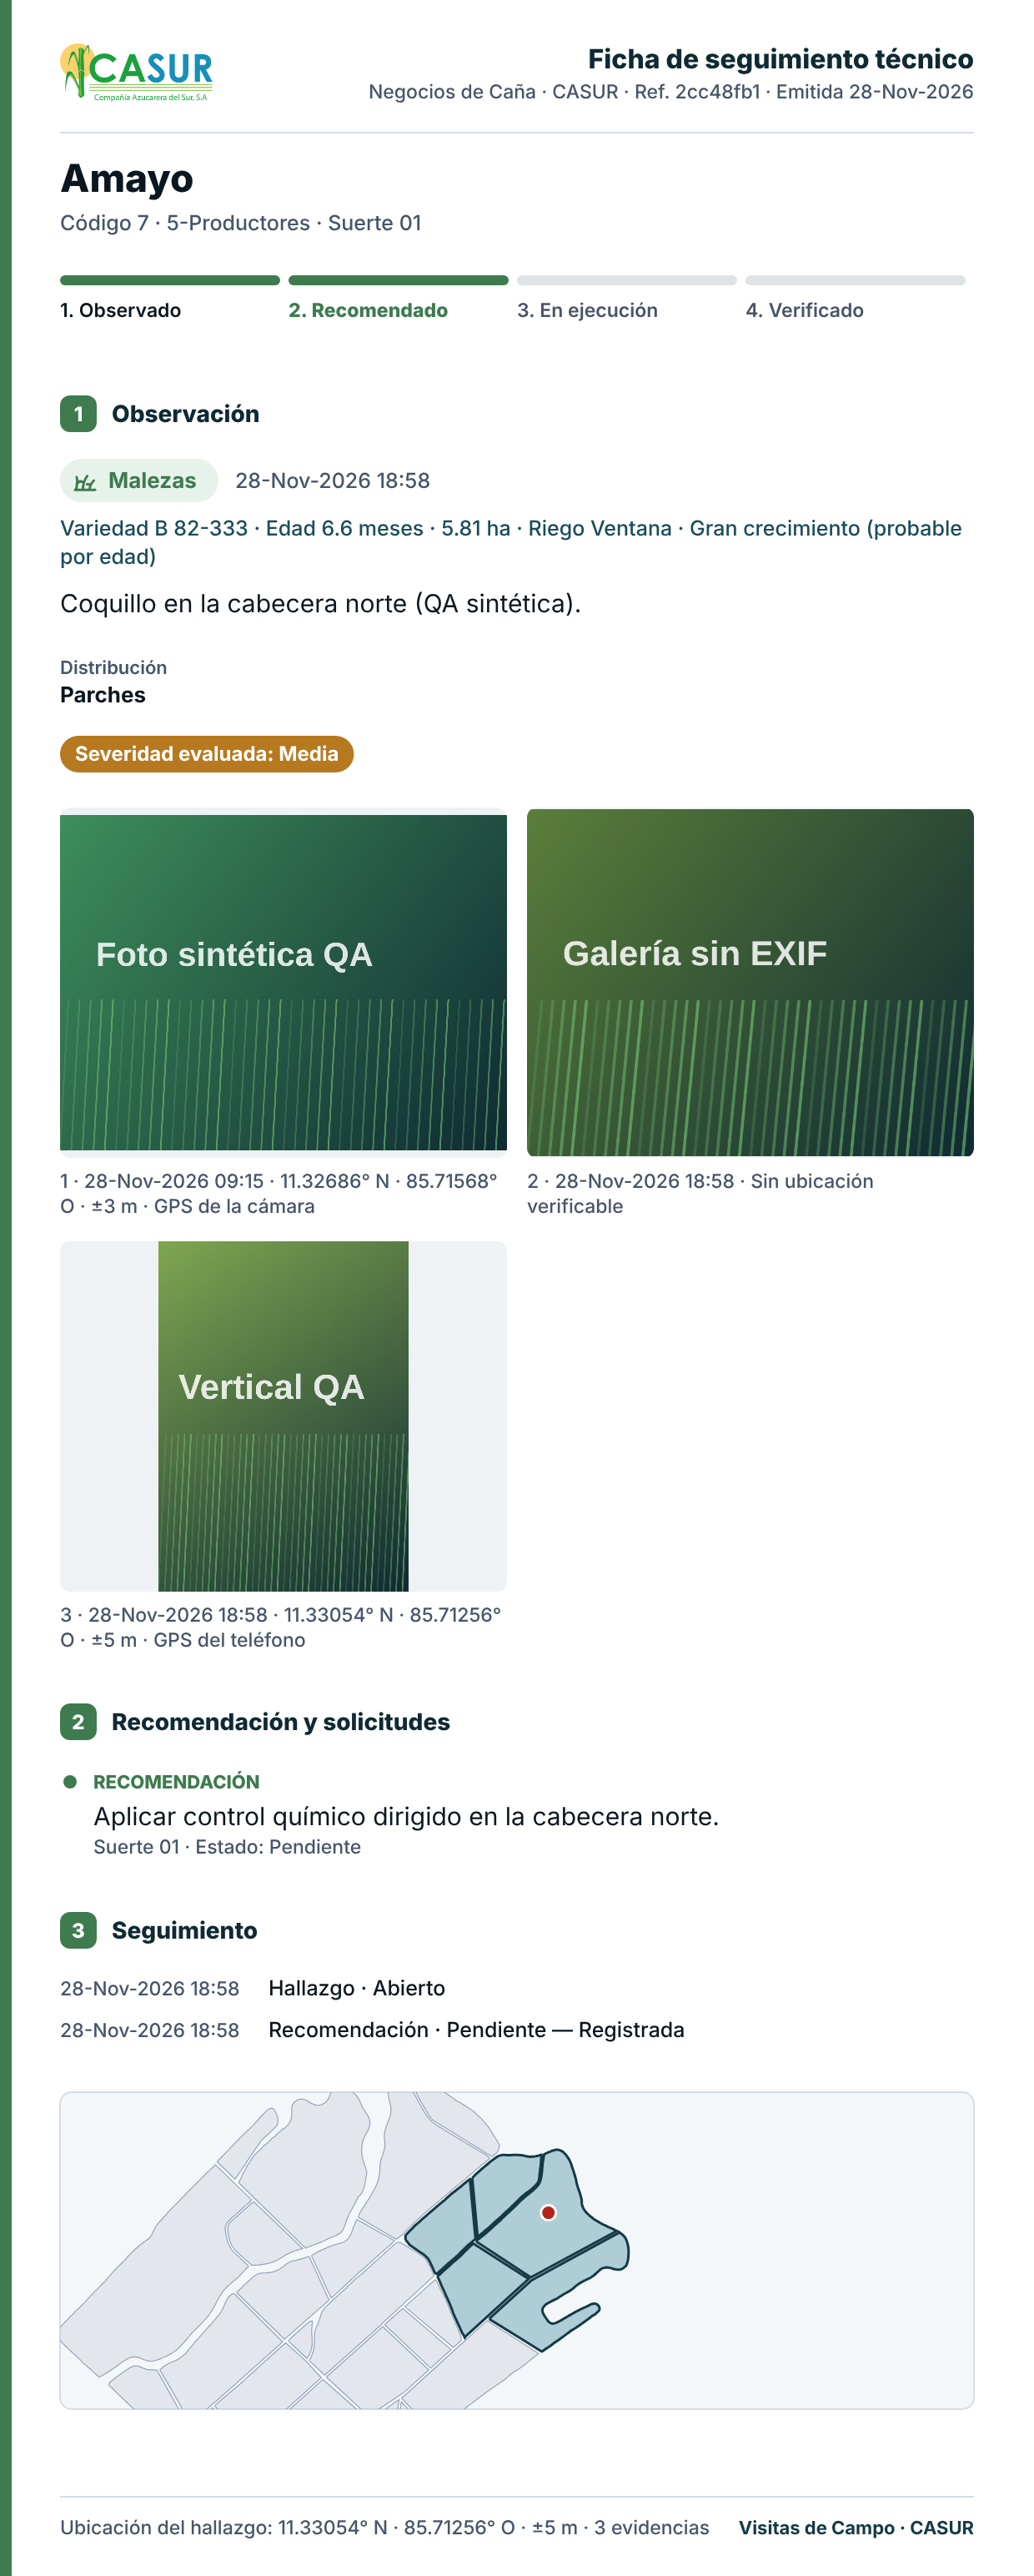 CASUR
Compañía Azucarera del Sur, S.A
Ficha de seguimiento técnico
Negocios de Caña · CASUR · Ref. 2cc48fb1 · Emitida 28-Nov-2026
Amayo
Código 7 · 5-Productores · Suerte 01
1. Observado
2. Recomendado
3. En ejecución
4. Verificado
1 Observación
Malezas 28-Nov-2026 18:58
Variedad B 82-333 · Edad 6.6 meses · 5.81 ha · Riego Ventana · Gran crecimiento (probable
por edad)
Coquillo en la cabecera norte (QA sintética).
Distribución
Parches
Severidad evaluada: Media
Foto sintética QA
1 · 28-Nov-2026 09:15 · 11.32686° N · 85.71568°
O · ±3 m · GPS de la cámara
Galería sin EXIF
2 · 28-Nov-2026 18:58 · Sin ubicación
verificable
Vertical QA
3 · 28-Nov-2026 18:58 · 11.33054° N · 85.71256°
O · ±5 m · GPS del teléfono
2 Recomendación y solicitudes
RECOMENDACIÓN
Aplicar control químico dirigido en la cabecera norte.
Suerte 01 · Estado: Pendiente
3 Seguimiento
28-Nov-2026 18:58 Hallazgo · Abierto
28-Nov-2026 18:58 Recomendación · Pendiente — Registrada
Ubicación del hallazgo: 11.33054° N · 85.71256° O · ±5 m · 3 evidencias
Visitas de Campo · CASUR